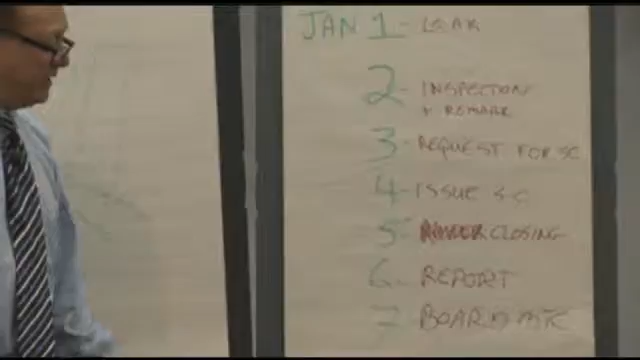 JAN 1 - LEAK
2 - INSPECTION
+ REMARK
3 - REQUEST FOR SC
4 - ISSUE SC
5 - CLOSING
6 - REPORT
7 - BOARD MTG